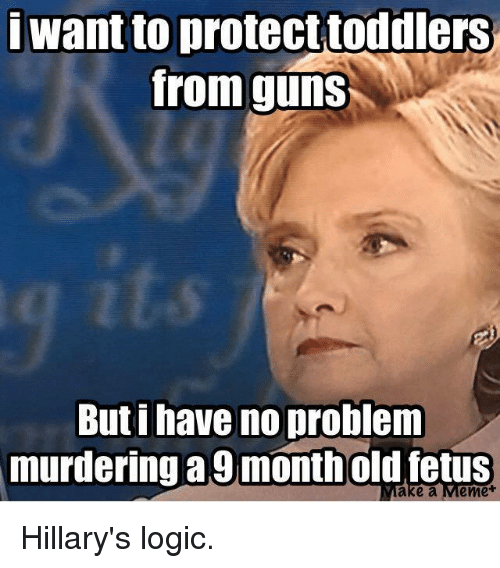 i want to protect toddlers
from guns
g its
But i have no problem
murdering a 9 month old fetus
Make a Meme+
Hillary's logic.